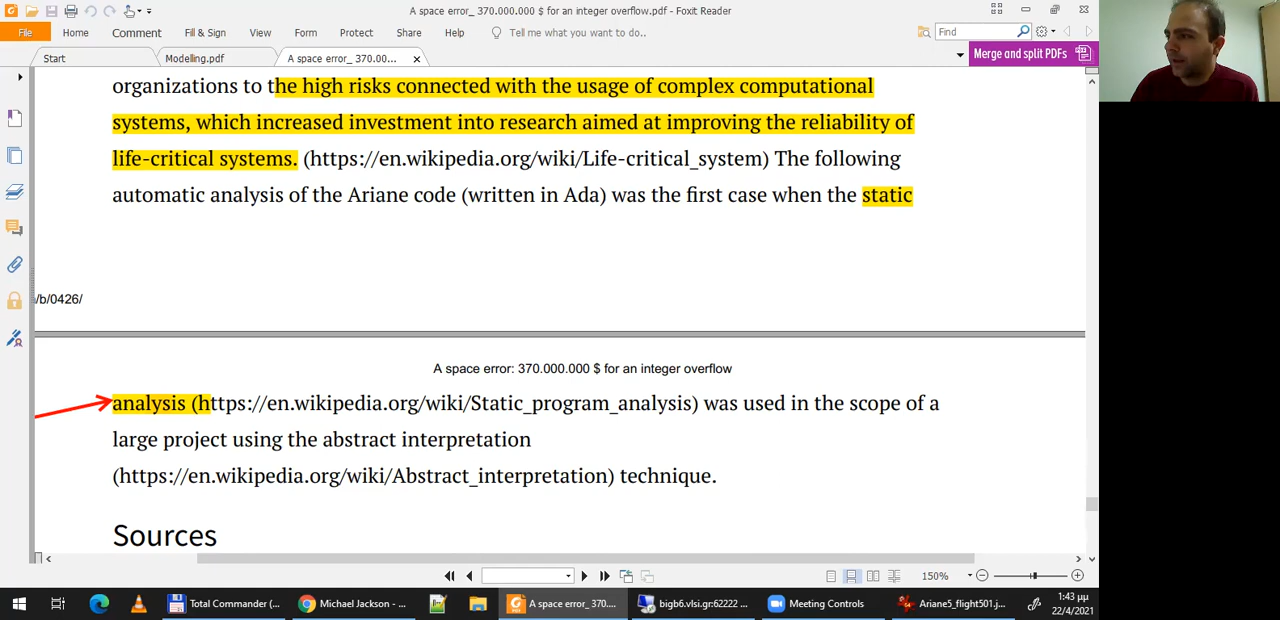 A space error_ 370.000.000 $ for an integer overflow.pdf - Foxit Reader
File Home Comment Fill & Sign View Form Protect Share Help Tell me what you want to do.. Find
Start Modelling.pdf A space error_ 370.00... Merge and split PDFs
organizations to the high risks connected with the usage of complex computational
systems, which increased investment into research aimed at improving the reliability of
life-critical systems. (https://en.wikipedia.org/wiki/Life-critical_system) The following
automatic analysis of the Ariane code (written in Ada) was the first case when the static
/b/0426/
A space error: 370.000.000 $ for an integer overflow
analysis (https://en.wikipedia.org/wiki/Static_program_analysis) was used in the scope of a
large project using the abstract interpretation
(https://en.wikipedia.org/wiki/Abstract_interpretation) technique.
Sources
150%
Total Commander (... Michael Jackson - ... A space error_ 370.... bigb6.vlsi.gr:62222 ... Meeting Controls Ariane5_flight501.j... 1:43 μμ
22/4/2021